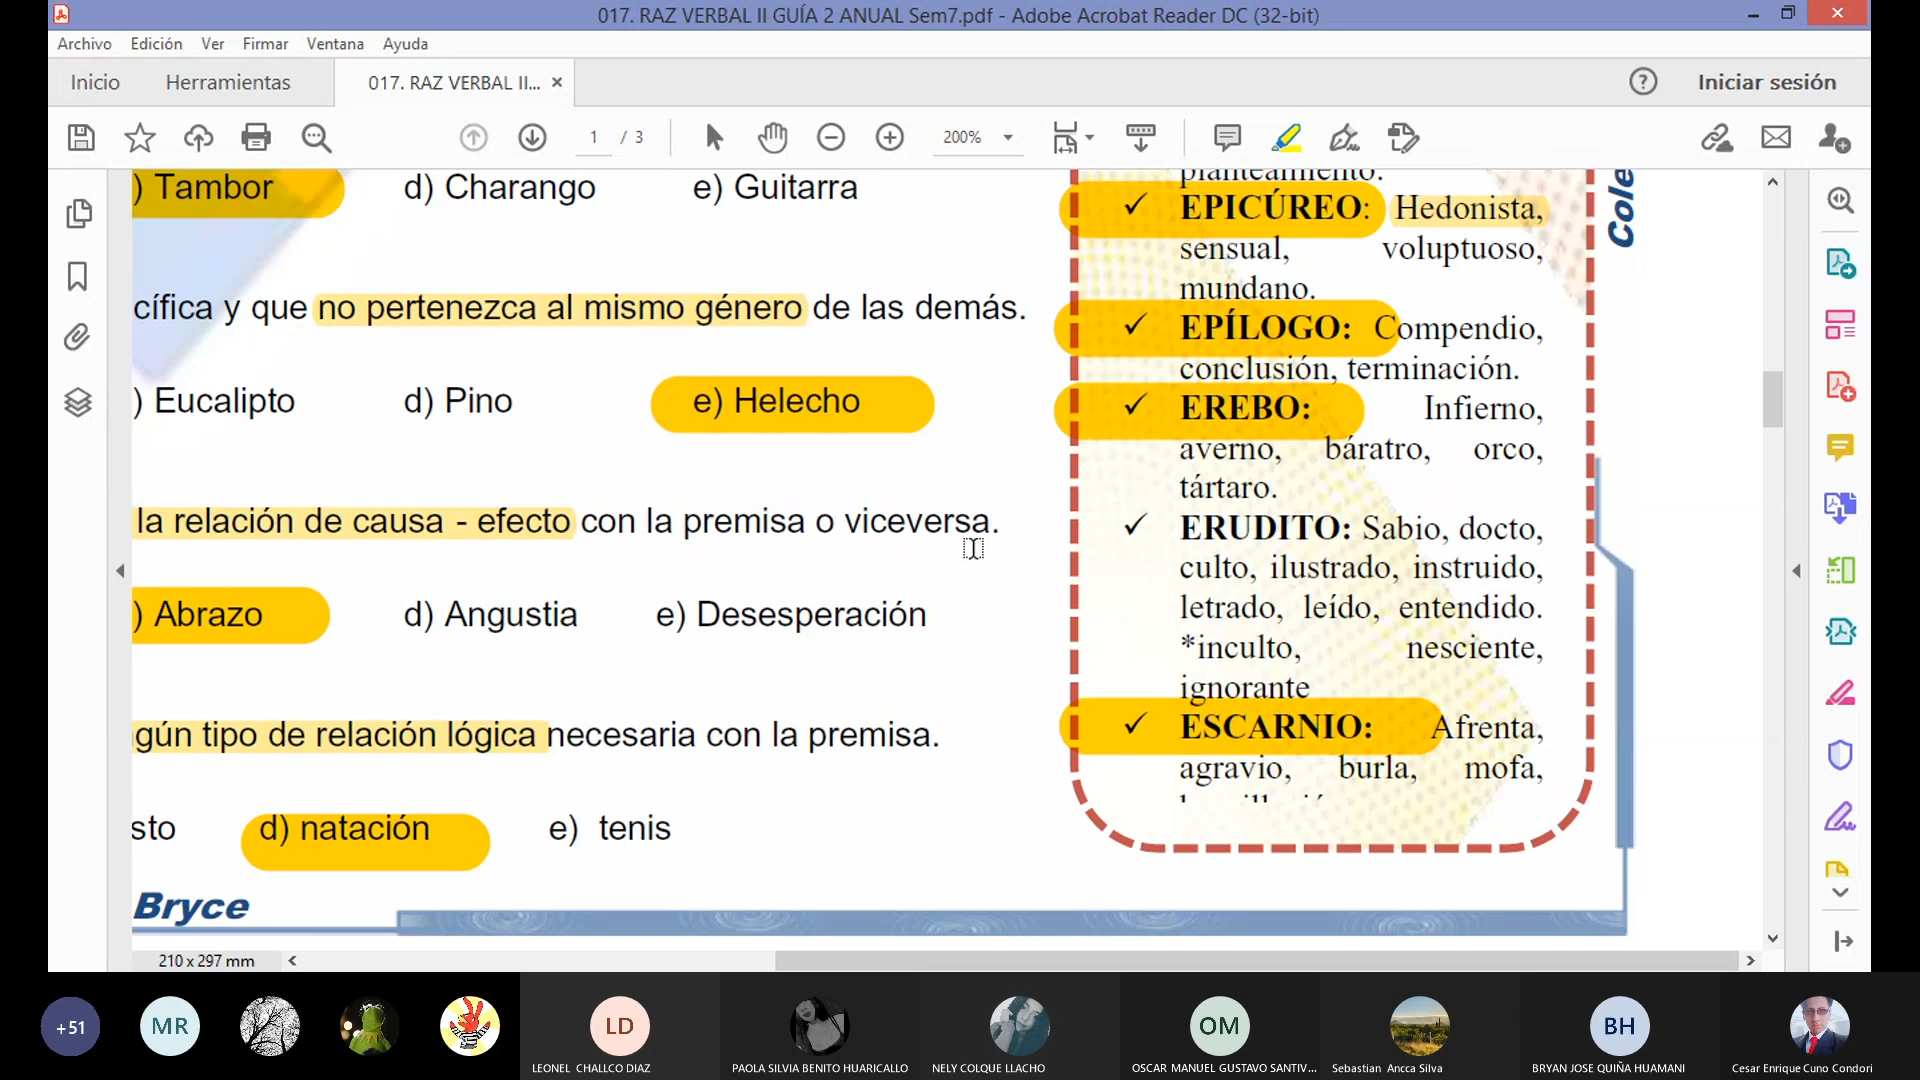 017. RAZ VERBAL II GUÍA 2 ANUAL Sem7.pdf - Adobe Acrobat Reader DC (32-bit)
Archivo Edición Ver Firmar Ventana Ayuda
Inicio Herramientas 017. RAZ VERBAL II... × Iniciar sesión
1 / 3 200%
) Tambor d) Charango e) Guitarra
cífica y que no pertenezca al mismo género de las demás.
) Eucalipto d) Pino e) Helecho
la relación de causa - efecto con la premisa o viceversa.
) Abrazo d) Angustia e) Desesperación
gún tipo de relación lógica necesaria con la premisa.
sto d) natación e) tenis
Bryce
planteamiento.
✓ EPICÚREO: Hedonista,
sensual, voluptuoso,
mundano.
✓ EPÍLOGO: Compendio,
conclusión, terminación.
✓ EREBO: Infierno,
averno, báratro, orco,
tártaro.
✓ ERUDITO: Sabio, docto,
culto, ilustrado, instruido,
letrado, leído, entendido.
*inculto, nesciente,
ignorante
✓ ESCARNIO: Afrenta,
agravio, burla, mofa,
Cole
210 x 297 mm
+51 MR LD OM BH
LEONEL CHALLCO DIAZ PAOLA SILVIA BENITO HUARICALLO NELY COLQUE LLACHO OSCAR MANUEL GUSTAVO SANTIV... Sebastian Ancca Silva BRYAN JOSE QUIÑA HUAMANI Cesar Enrique Cuno Condori